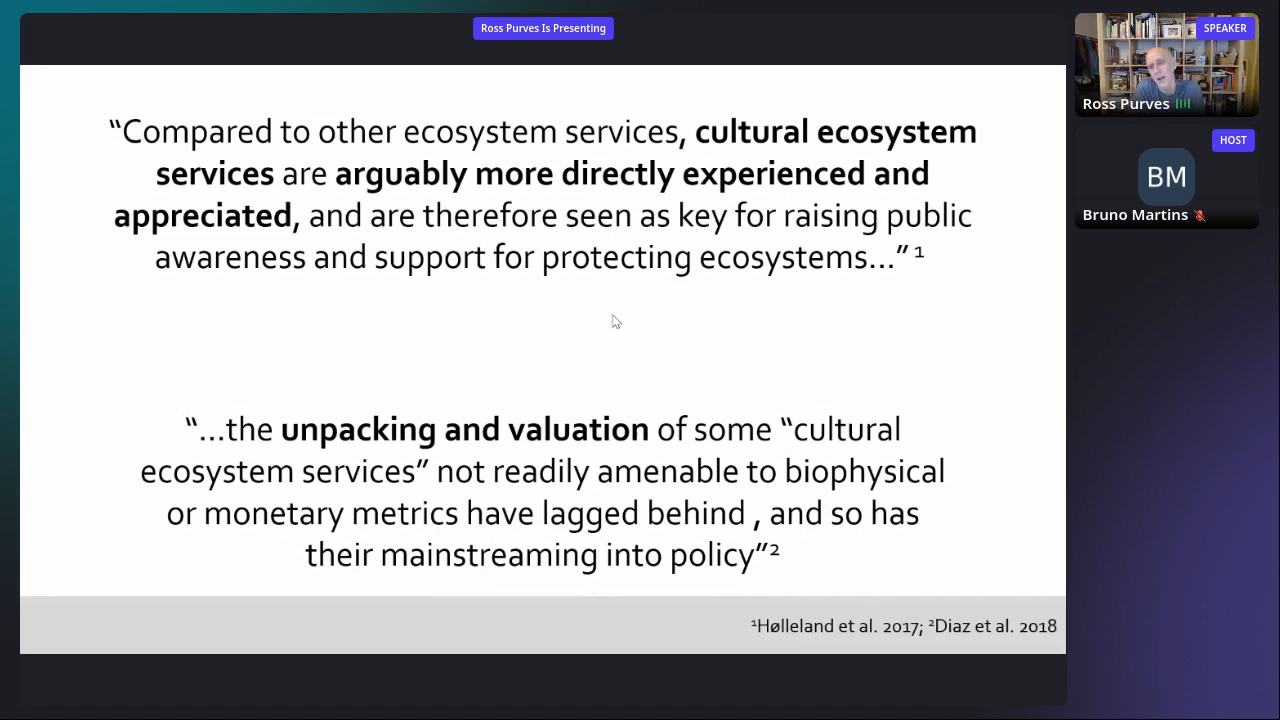 Ross Purves Is Presenting
SPEAKER
Ross Purves
HOST
BM
Bruno Martins
“Compared to other ecosystem services, cultural ecosystem
services are arguably more directly experienced and
appreciated, and are therefore seen as key for raising public
awareness and support for protecting ecosystems…” ¹
“…the unpacking and valuation of some “cultural
ecosystem services” not readily amenable to biophysical
or monetary metrics have lagged behind , and so has
their mainstreaming into policy”²
¹Hølleland et al. 2017; ²Diaz et al. 2018